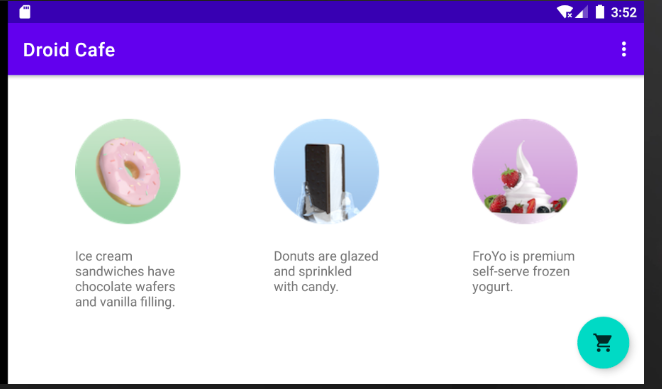 3:52
Droid Cafe
Ice cream
sandwiches have
chocolate wafers
and vanilla filling.
Donuts are glazed
and sprinkled
with candy.
FroYo is premium
self-serve frozen
yogurt.